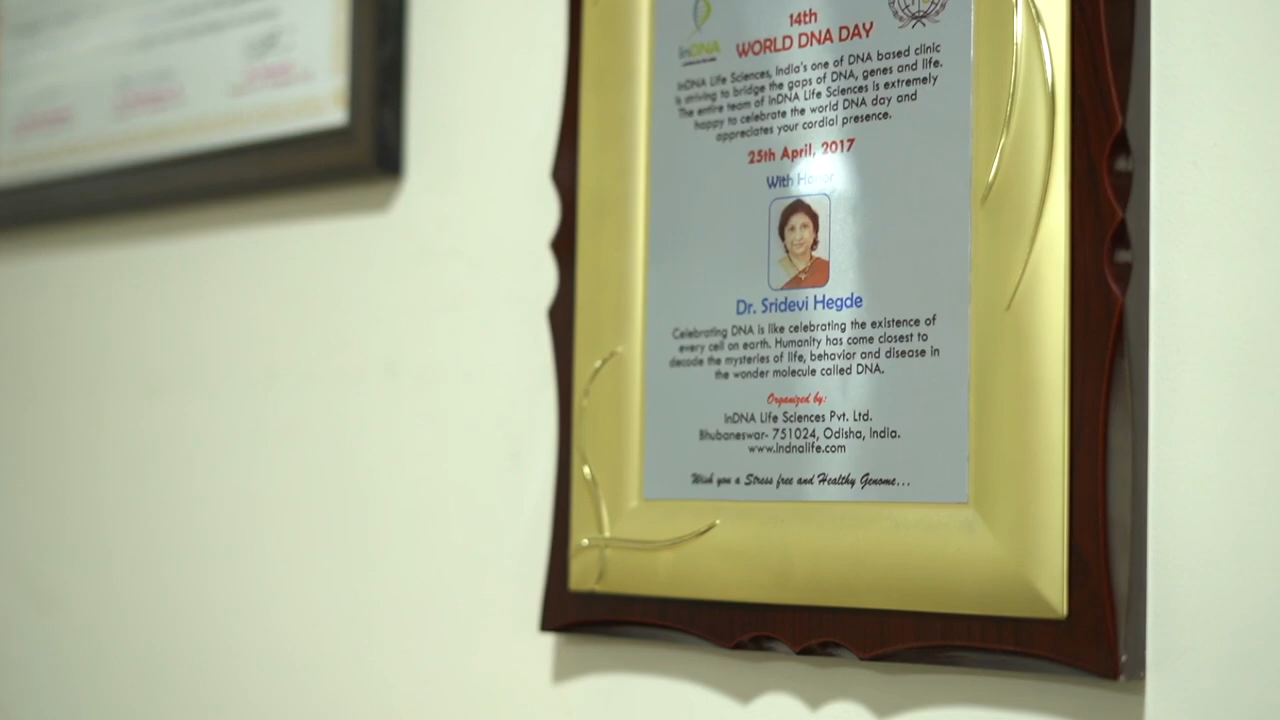 inDNA
14th
WORLD DNA DAY
InDNA Life Sciences, India's one of DNA based clinic
is striving to bridge the gaps of DNA, genes and life.
The entire team of InDNA Life Sciences is extremely
happy to celebrate the world DNA day and
appreciates your cordial presence.
25th April, 2017
With Honor
Dr. Sridevi Hegde
Celebrating DNA is like celebrating the existence of
every cell on earth. Humanity has come closest to
decode the mysteries of life, behavior and disease in
the wonder molecule called DNA.
Organized by:
InDNA Life Sciences Pvt. Ltd.
Bhubaneswar- 751024, Odisha, India.
www.indnalife.com
Wish you a Stress free and Healthy Genome...